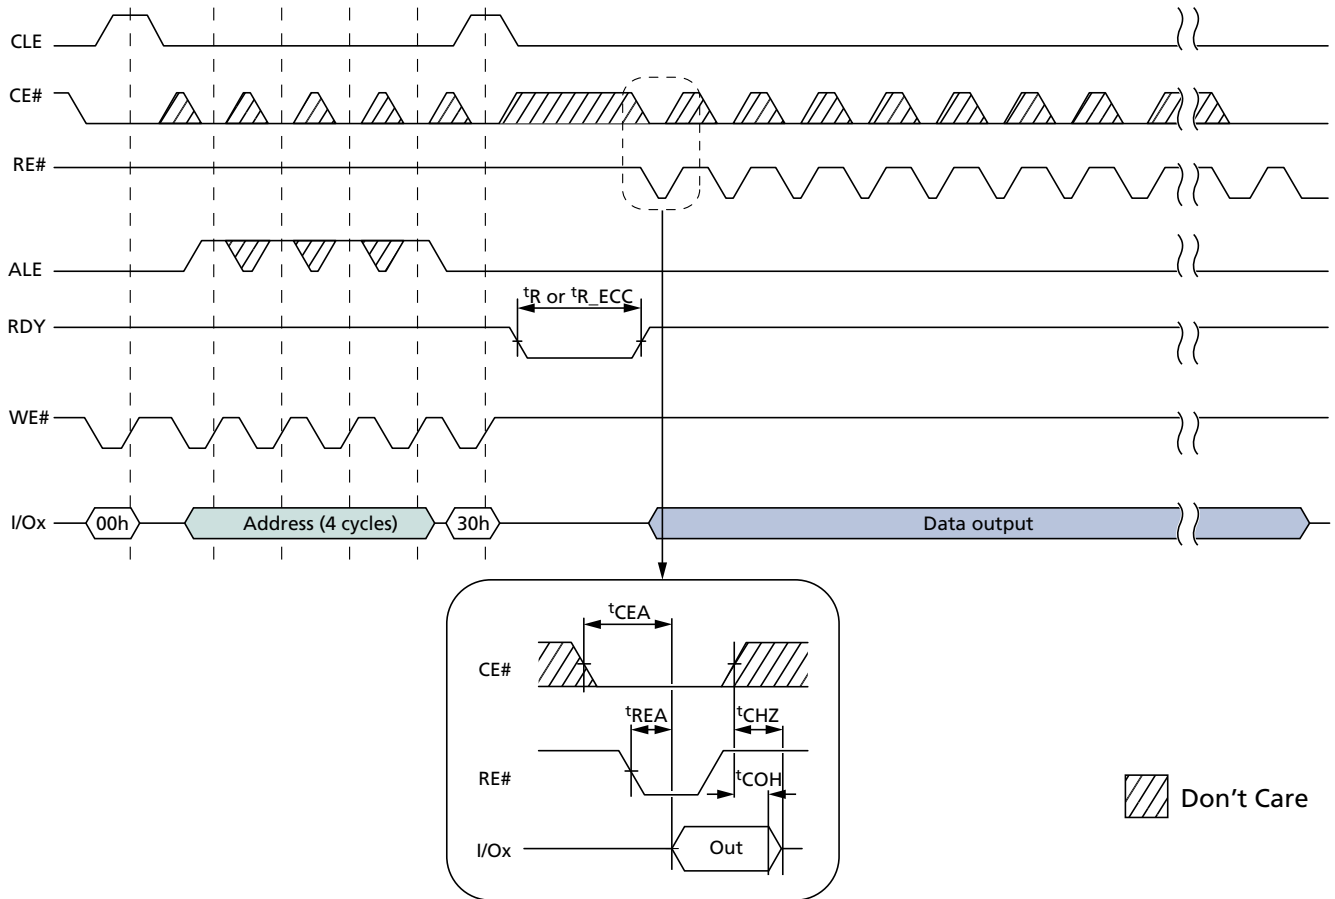 CLE
CE#
RE#
ALE
tR or tR_ECC
RDY
WE#
I/Ox 00h Address (4 cycles) 30h Data output
tCEA
CE#
tREA tCHZ
RE# tCOH
I/Ox Out
Don't Care